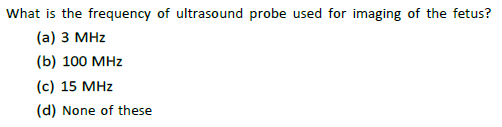 What is the frequency of ultrasound probe used for imaging of the fetus?
(a) 3 MHz
(b) 100 MHz
(c) 15 MHz
(d) None of these